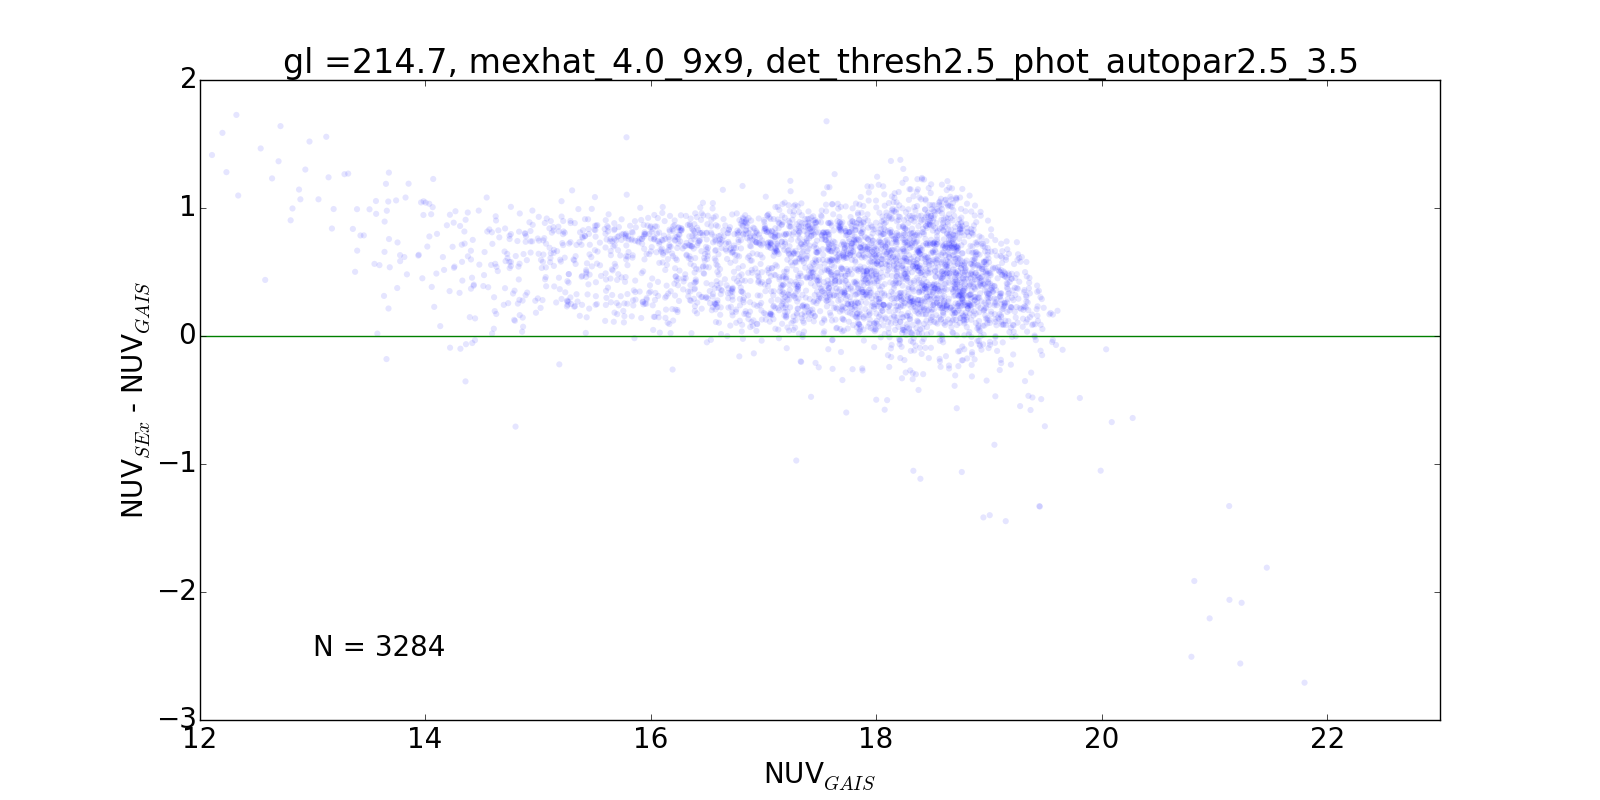 gl =214.7, mexhat_4.0_9x9, det_thresh2.5_phot_autopar2.5_3.5
2
1
0
−1
−2
−3
NUV_SEx - NUV_GAIS
N = 3284
12 14 16 18 20 22
NUV_GAIS